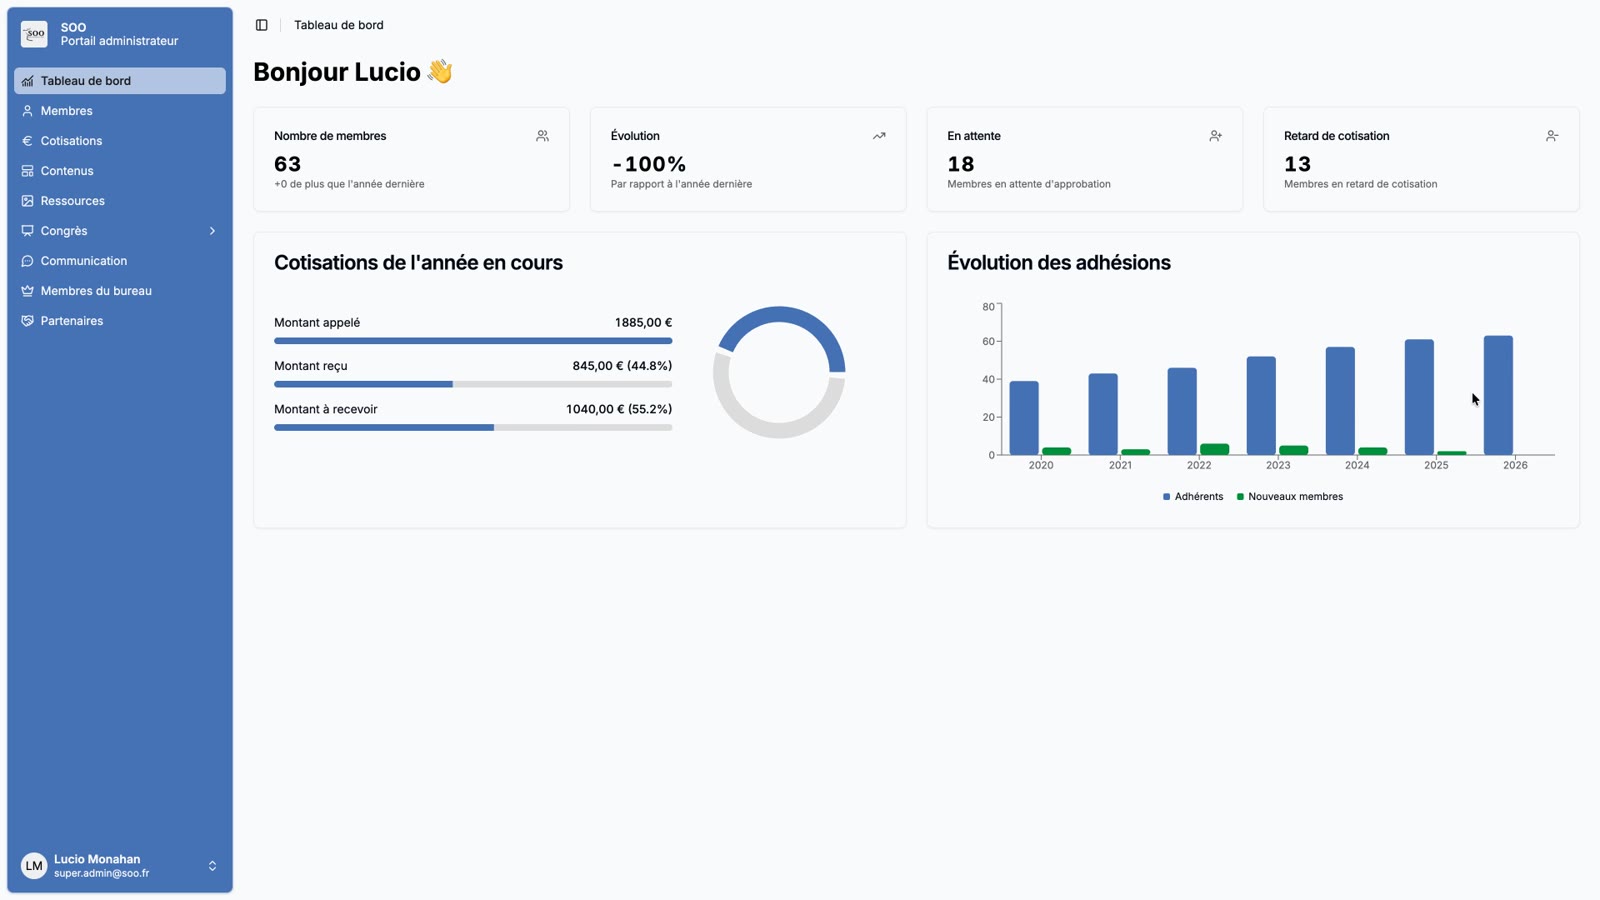 SOO
SOO
Portail administrateur
Tableau de bord
Membres
Cotisations
Contenus
Ressources
Congrès
Communication
Membres du bureau
Partenaires
LM
Lucio Monahan
super.admin@soo.fr
Tableau de bord
Bonjour Lucio 👋
Nombre de membres
63
+0 de plus que l'année dernière
Évolution
-100%
Par rapport à l'année dernière
En attente
18
Membres en attente d'approbation
Retard de cotisation
13
Membres en retard de cotisation
Cotisations de l'année en cours
Montant appelé 1885,00 €
Montant reçu 845,00 € (44.8%)
Montant à recevoir 1040,00 € (55.2%)
Évolution des adhésions
80
60
40
20
0
2020 2021 2022 2023 2024 2025 2026
Adhérents Nouveaux membres